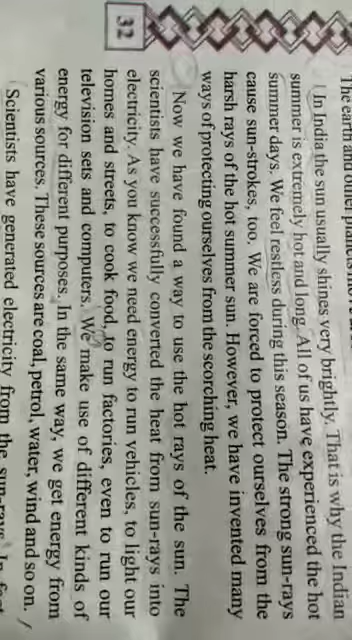 The earth and other planets
In India the sun usually shines very brightly. That is why the Indian
summer is extremely hot and long. All of us have experienced the hot
summer days. We feel restless during this season. The strong sun-rays
cause sun-strokes, too. We are forced to protect ourselves from the
harsh rays of the hot summer sun. However, we have invented many
ways of protecting ourselves from the scorching heat.
Now we have found a way to use the hot rays of the sun. The
scientists have successfully converted the heat from sun-rays into
electricity. As you know we need energy to run vehicles, to light our
homes and streets, to cook food, to run factories, even to run our
television sets and computers. We make use of different kinds of
energy for different purposes. In the same way, we get energy from
various sources. These sources are coal, petrol, water, wind and so on.
Scientists have generated electricity from the sun-rays.
32